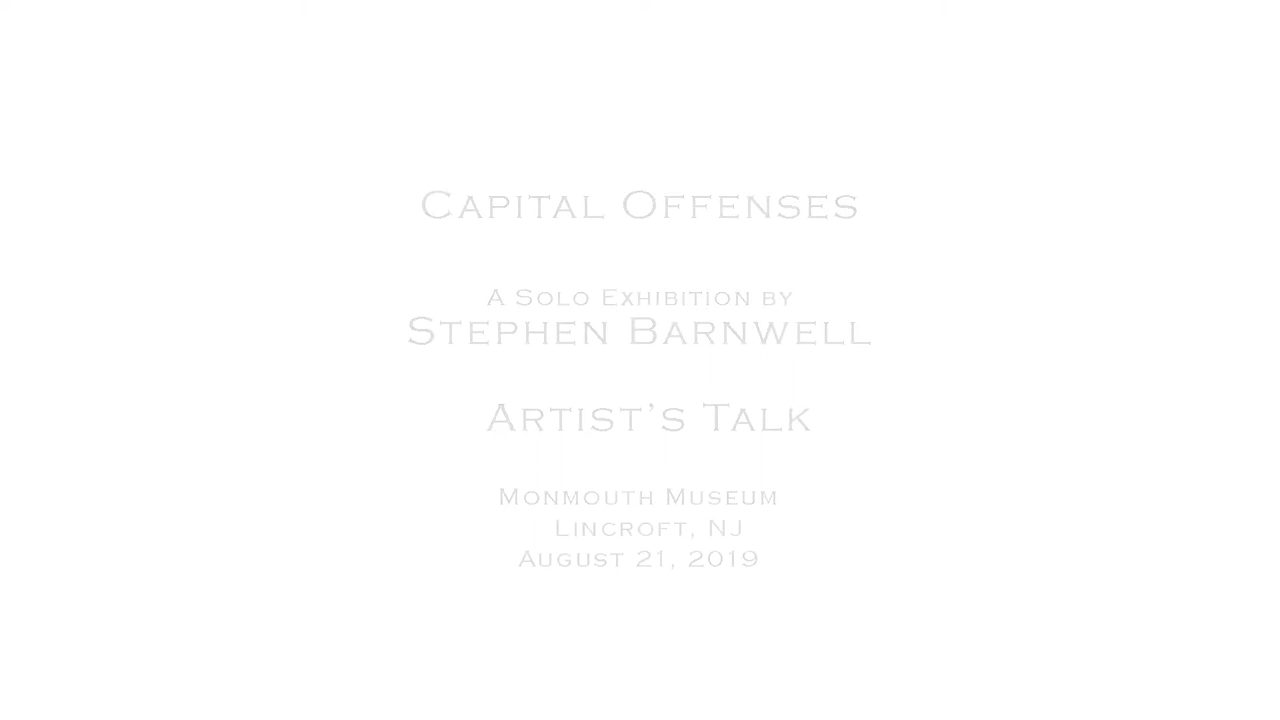 Capital Offenses
A Solo Exhibition by
Stephen Barnwell
Artist’s Talk
Monmouth Museum
Lincroft, NJ
August 21, 2019